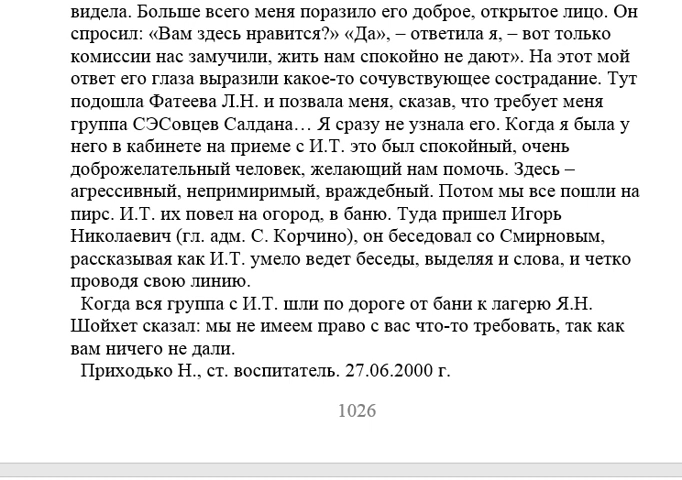 видела. Больше всего меня поразило его доброе, открытое лицо. Он
спросил: «Вам здесь нравится?» «Да», – ответила я, – вот только
комиссии нас замучили, жить нам спокойно не дают». На этот мой
ответ его глаза выразили какое-то сочувствующее сострадание. Тут
подошла Фатеева Л.Н. и позвала меня, сказав, что требует меня
группа СЭСовцев Салдана… Я сразу не узнала его. Когда я была у
него в кабинете на приеме с И.Т. это был спокойный, очень
доброжелательный человек, желающий нам помочь. Здесь –
агрессивный, непримиримый, враждебный. Потом мы все пошли на
пирс. И.Т. их повел на огород, в баню. Туда пришел Игорь
Николаевич (гл. адм. С. Корчино), он беседовал со Смирновым,
рассказывая как И.Т. умело ведет беседы, выделяя и слова, и четко
проводя свою линию.
Когда вся группа с И.Т. шли по дороге от бани к лагерю Я.Н.
Шойхет сказал: мы не имеем право с вас что-то требовать, так как
вам ничего не дали.
Приходько Н., ст. воспитатель. 27.06.2000 г.
1026